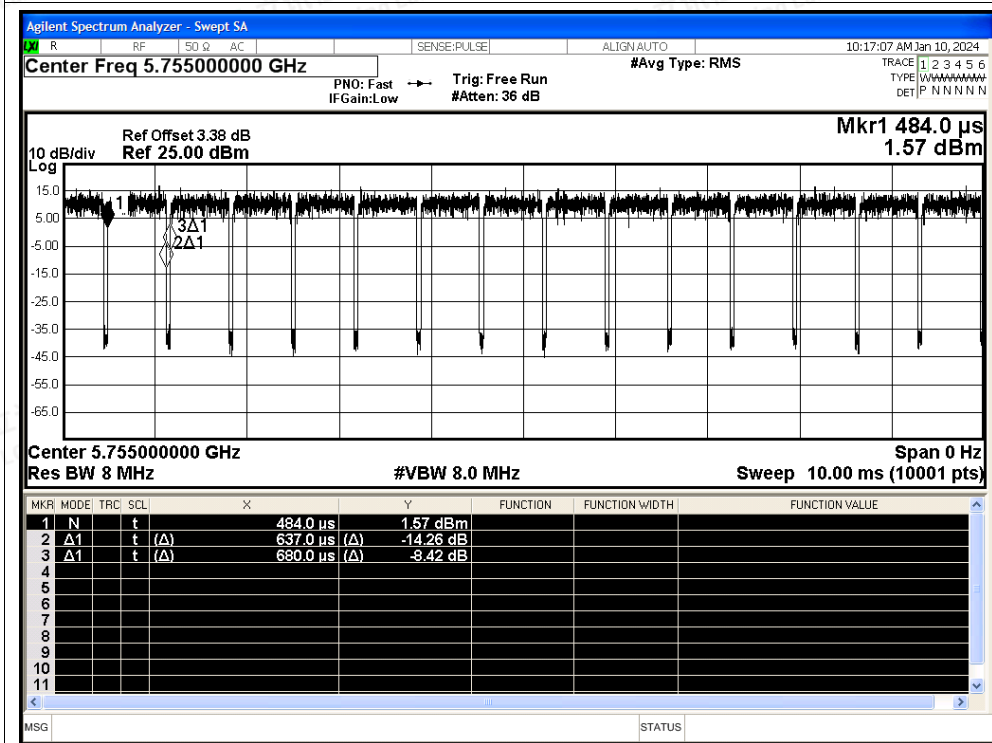 Agilent Spectrum Analyzer - Swept SA
LXI R RF 50 Ω AC SENSE:PULSE ALIGN AUTO 10:17:07 AM Jan 10, 2024
Center Freq 5.755000000 GHz #Avg Type: RMS TRACE 1 2 3 4 5 6
PNO: Fast Trig: Free Run TYPE W
IFGain:Low #Atten: 36 dB DET P N N N N N
Mkr1 484.0 µs
Ref Offset 3.38 dB
10 dB/div Ref 25.00 dBm 1.57 dBm
Log
15.0
1
5.00
3Δ1
2Δ1
-5.00
-15.0
-25.0
-35.0
-45.0
-55.0
-65.0
Center 5.755000000 GHz Span 0 Hz
Res BW 8 MHz #VBW 8.0 MHz Sweep 10.00 ms (10001 pts)
MKR MODE TRC SCL X Y FUNCTION FUNCTION WIDTH FUNCTION VALUE
1 N t 484.0 µs 1.57 dBm
2 Δ1 t (Δ) 637.0 µs (Δ) -14.26 dB
3 Δ1 t (Δ) 680.0 µs (Δ) -8.42 dB
4
5
6
7
8
9
10
11
MSG STATUS